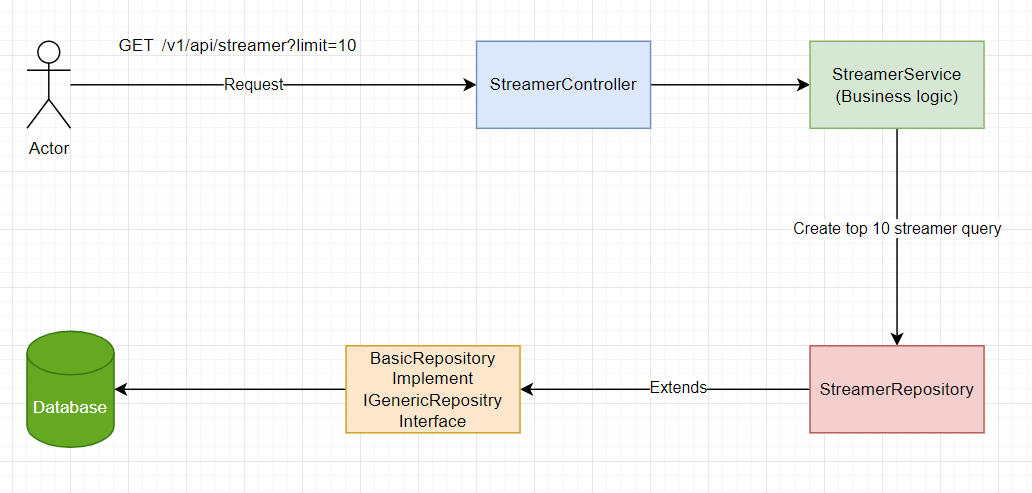 GET /v1/api/streamer?limit=10
Request
Actor
StreamerController
StreamerService
(Business logic)
Create top 10 streamer query
StreamerRepository
Extends
BasicRepository
Implement
IGenericRepositry
Interface
Database